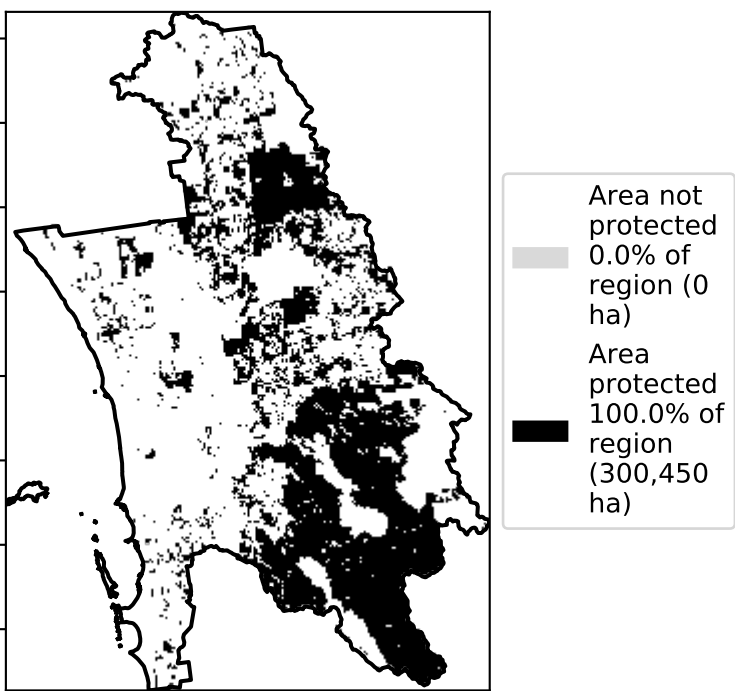 Area not
protected
0.0% of
region (0
ha)
Area
protected
100.0% of
region
(300,450
ha)